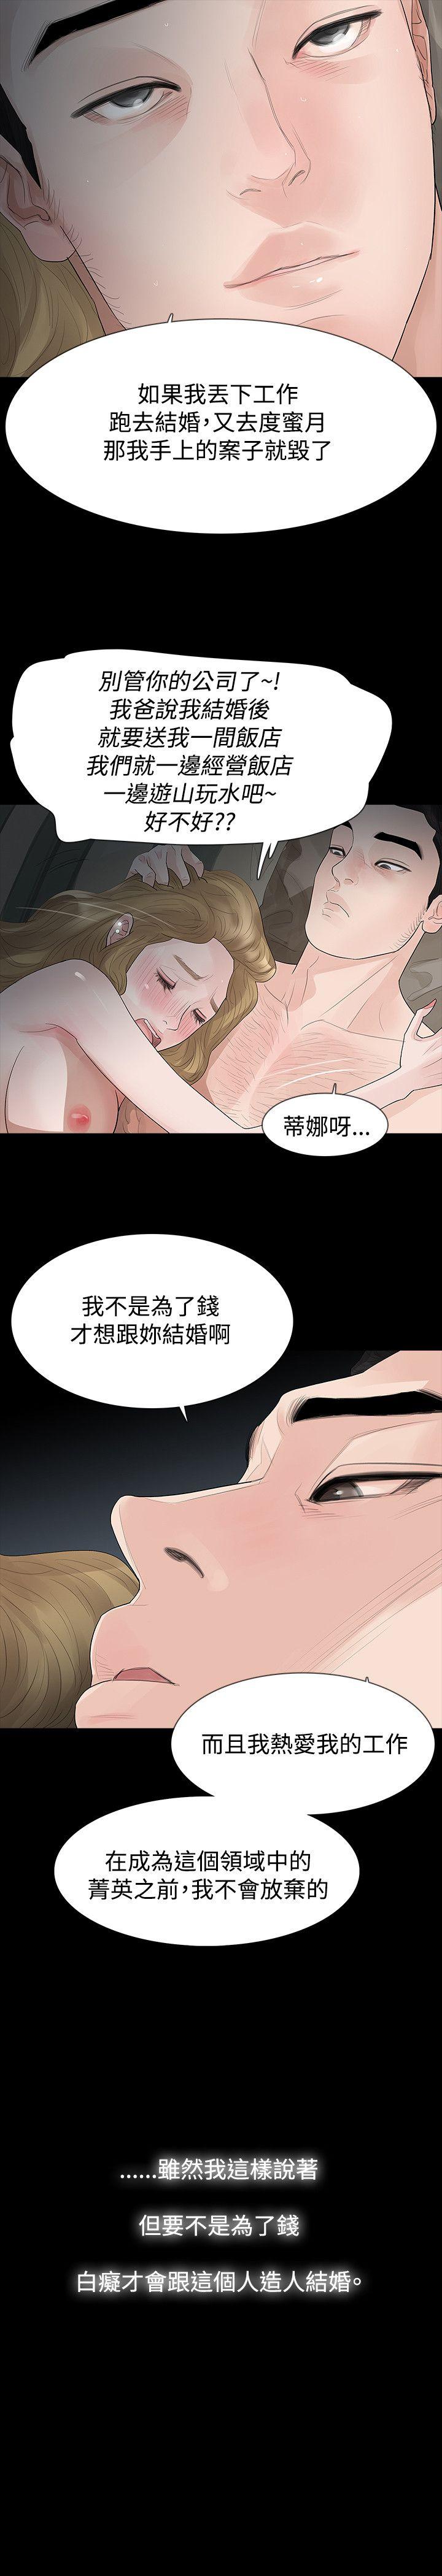 如果我丟下工作
跑去結婚，又去度蜜月
那我手上的案子就毀了
別管你的公司了~!
我爸說我結婚後
就要送我一間飯店
我們就一邊經營飯店
一邊遊山玩水吧~
好不好??
蒂娜呀...
我不是為了錢
才想跟妳結婚啊
而且我熱愛我的工作
在成為這個領域中的
菁英之前，我不會放棄的
......雖然我這樣說著
但要不是為了錢
白癡才會跟這個人造人結婚。